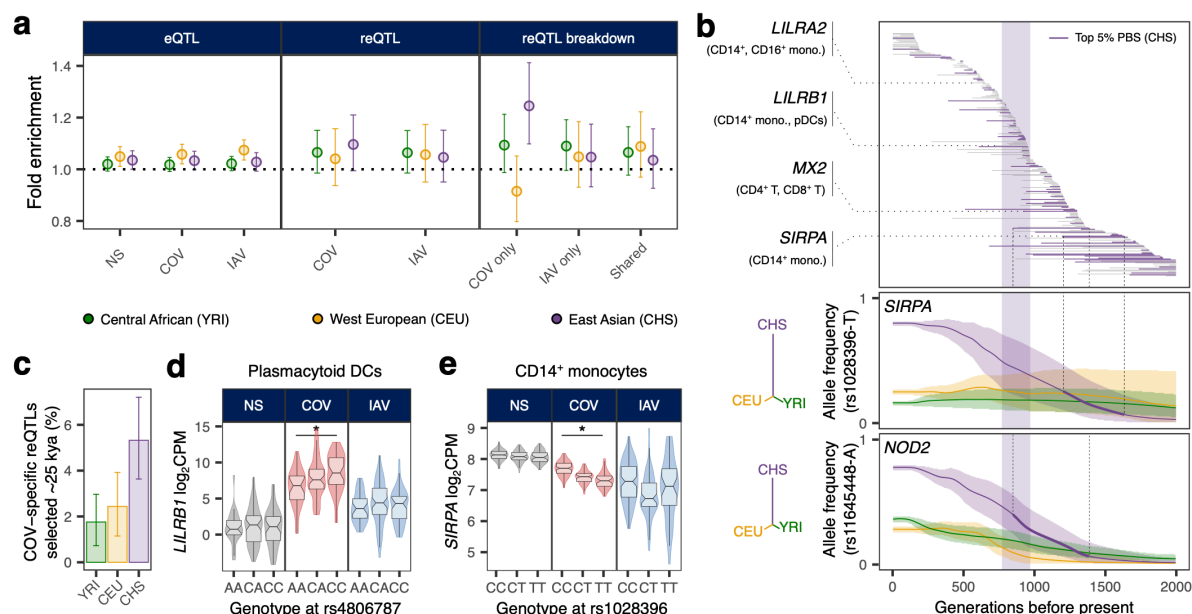 a
eQTL
reQTL
reQTL breakdown
Fold enrichment
1.4
1.2
1.0
0.8
NS
COV
IAV
COV
IAV
COV only
IAV only
Shared
Central African (YRI)
West European (CEU)
East Asian (CHS)
b
LILRA2
(CD14⁺, CD16⁺ mono.)
LILRB1
(CD14⁺ mono., pDCs)
MX2
(CD4⁺ T, CD8⁺ T)
SIRPA
(CD14⁺ mono.)
Top 5% PBS (CHS)
CHS
CEU
YRI
Allele frequency
(rs1028396-T)
1
0
SIRPA
CHS
CEU
YRI
Allele frequency
(rs11645448-A)
1
0
NOD2
0
500
1000
1500
2000
Generations before present
c
COV-specific reQTLs
selected ~25 kya (%)
6
4
2
0
YRI
CEU
CHS
d
Plasmacytoid DCs
NS
COV
IAV
LILRB1 log₂CPM
15
10
5
0
*
AA AC CC AA AC CC AA AC CC
Genotype at rs4806787
e
CD14⁺ monocytes
NS
COV
IAV
SIRPA log₂CPM
9
8
7
6
5
*
CC CT TT CC CT TT CC CT TT
Genotype at rs1028396